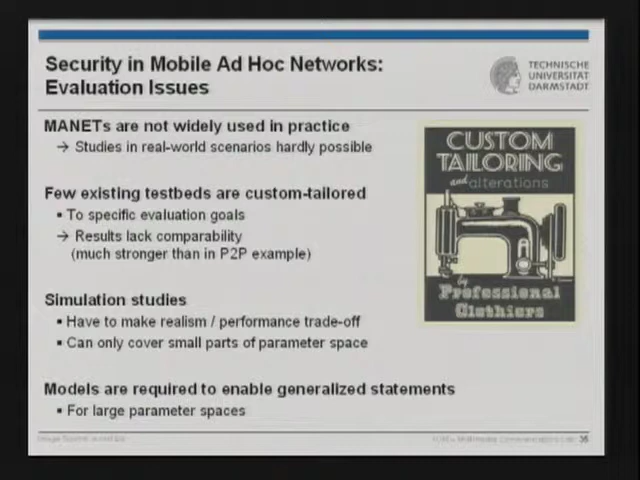 Security in Mobile Ad Hoc Networks:
Evaluation Issues
TECHNISCHE
UNIVERSITÄT
DARMSTADT
MANETs are not widely used in practice
→ Studies in real-world scenarios hardly possible
Few existing testbeds are custom-tailored
▪ To specific evaluation goals
→ Results lack comparability
(much stronger than in P2P example)
Simulation studies
▪ Have to make realism / performance trade-off
▪ Can only cover small parts of parameter space
Models are required to enable generalized statements
▪ For large parameter spaces
CUSTOM
TAILORING
and alterations
by
Professional
Clothiers
36